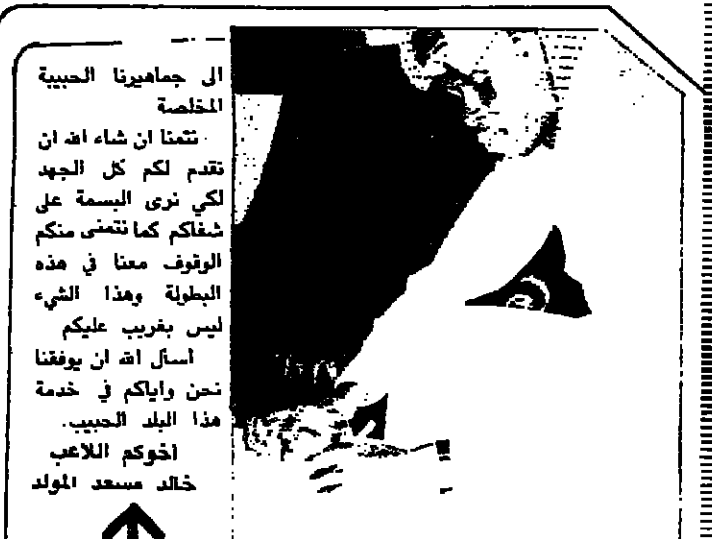 الى جماهيرنا الحبيبة
المخلصة
نتمنا ان شاء الله ان
نقدم لكم كل الجهد
لكي نرى البسمة على
شفاكم كما نتمنى منكم
الوقوف معنا في هذه
البطولة وهذا الشيء
ليس بغريب عليكم
أسأل الله ان يوفقنا
نحن واياكم في خدمة
هذا البلد الحبيب.
أخوكم اللاعب
خالد مسعد المولد